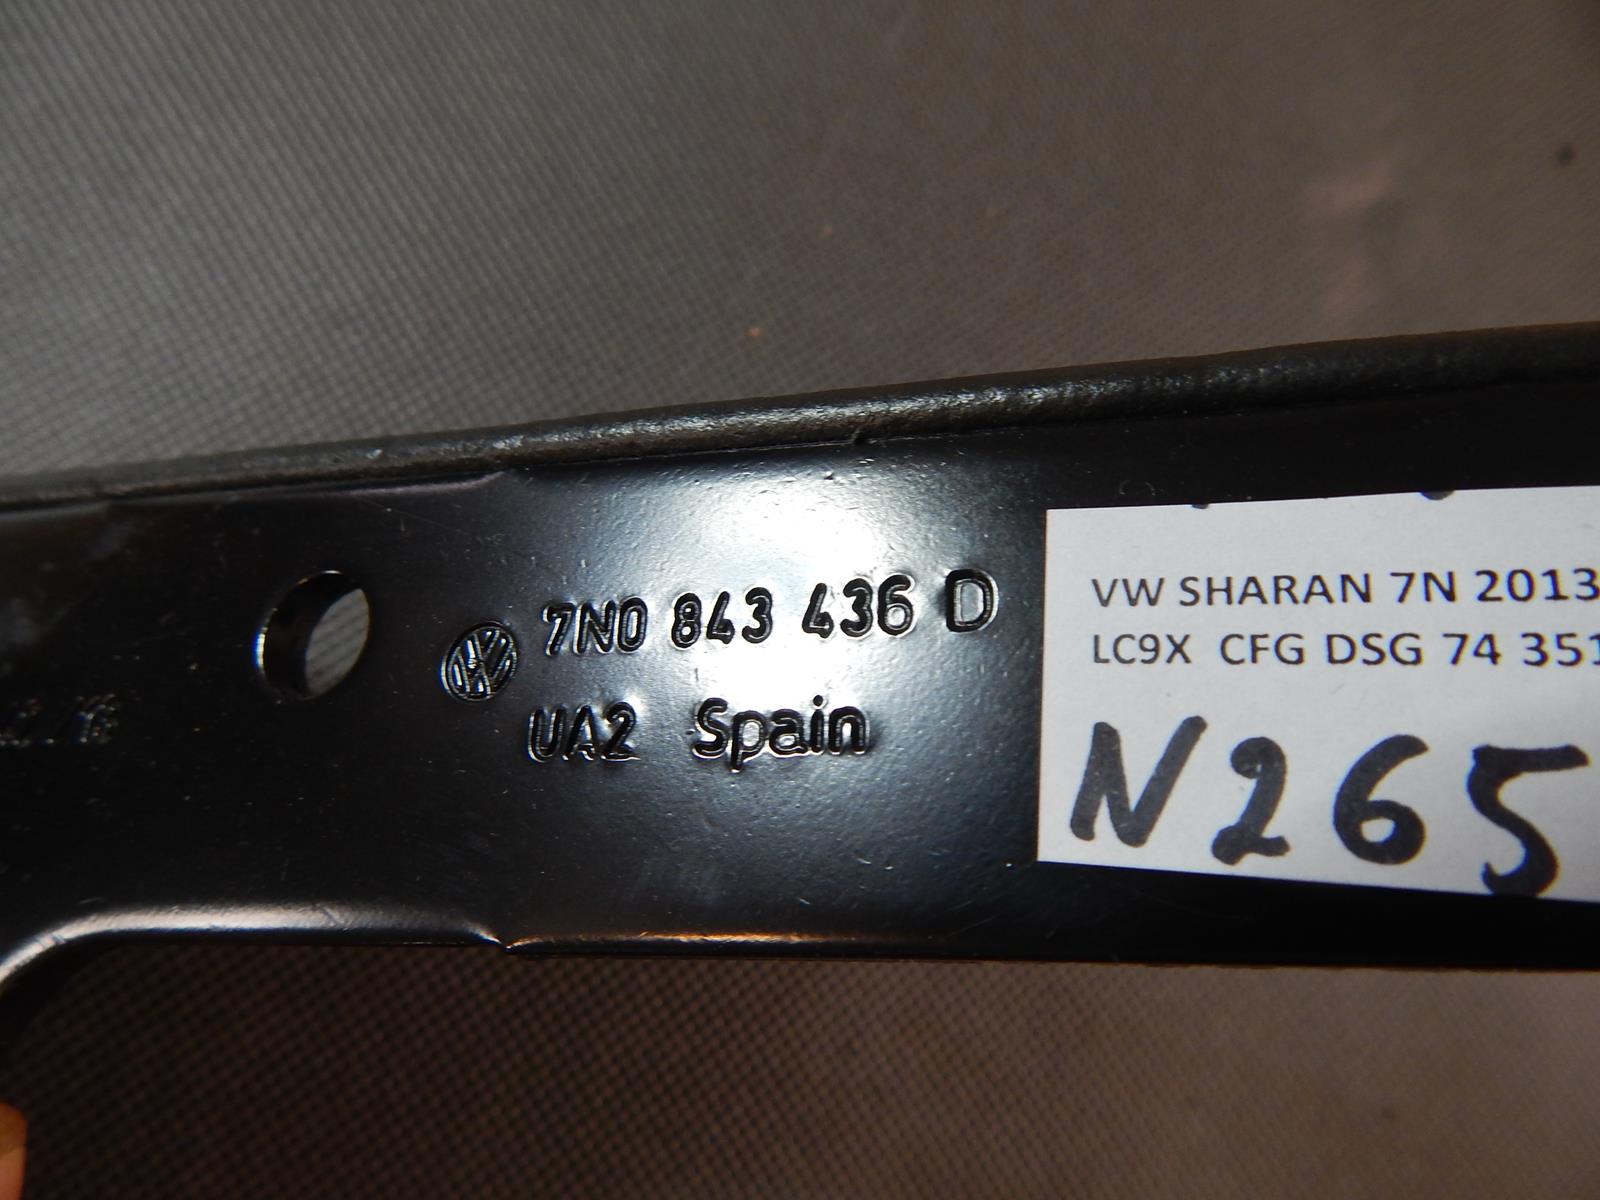 7N0 843 436 D
UA2 Spain
VW SHARAN 7N 2013
LC9X CFG DSG 74 351
N265